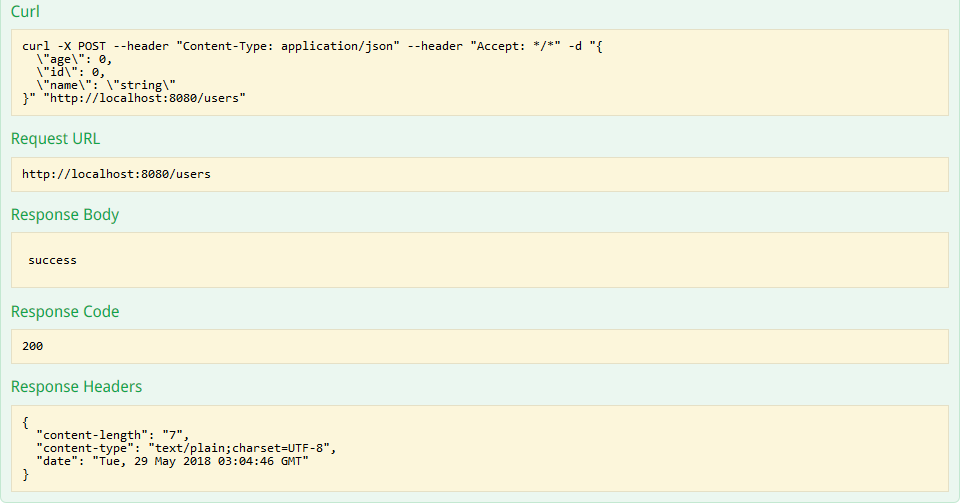 Curl
curl -X POST --header "Content-Type: application/json" --header "Accept: */*" -d "{
  \"age\": 0,
  \"id\": 0,
  \"name\": \"string\"
}" "http://localhost:8080/users"
Request URL
http://localhost:8080/users
Response Body
success
Response Code
200
Response Headers
{
  "content-length": "7",
  "content-type": "text/plain;charset=UTF-8",
  "date": "Tue, 29 May 2018 03:04:46 GMT"
}